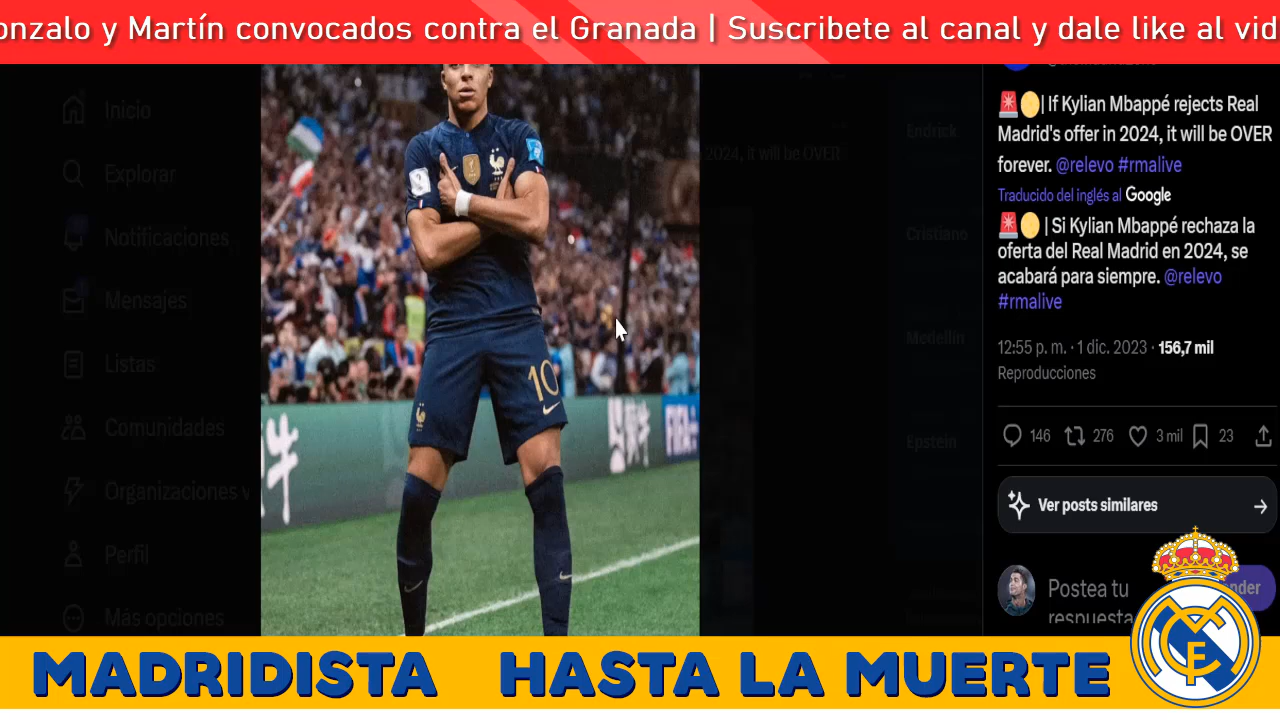 onzalo y Martín convocados contra el Granada | Suscribete al canal y dale like al vid
Inicio
Explorar
Notificaciones
Mensajes
Listas
Comunidades
Organizaciones v
Perfil
Más opciones
10
FIFA
2024, it will be OVER
Endrick
Cristiano
Medellín
Epstein
🚨🌕| If Kylian Mbappé rejects Real
Madrid's offer in 2024, it will be OVER
forever. @relevo #rmalive
Traducido del inglés al Google
🚨🌕 | Si Kylian Mbappé rechaza la
oferta del Real Madrid en 2024, se
acabará para siempre. @relevo
#rmalive
12:55 p. m. · 1 dic. 2023 · 156,7 mil
Reproducciones
146 276 3 mil 23
Ver posts similares
Postea tu
respuesta
nder
MADRIDISTA HASTA LA MUERTE